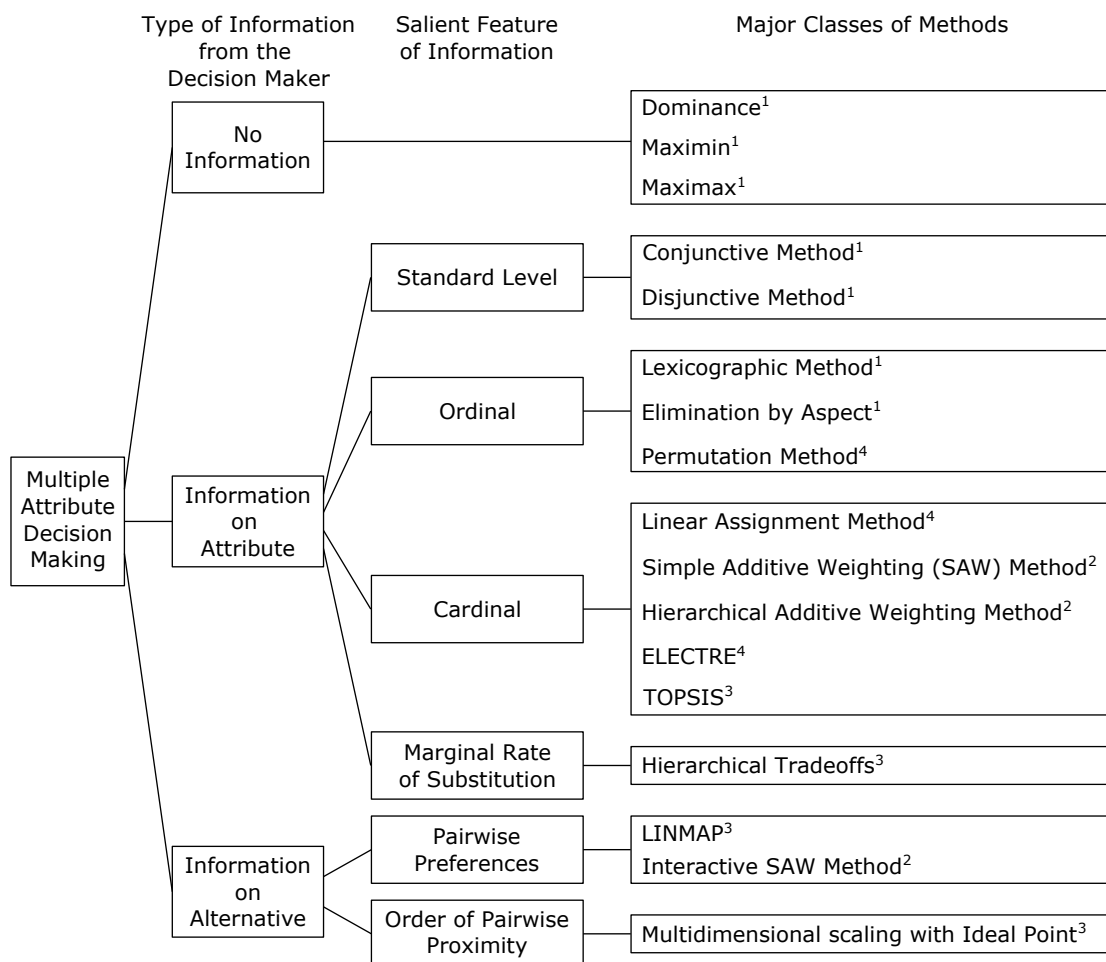 Type of Information
from the
Decision Maker
Salient Feature
of Information
Major Classes of Methods
No
Information
Dominance¹
Maximin¹
Maximax¹
Standard Level
Conjunctive Method¹
Disjunctive Method¹
Ordinal
Lexicographic Method¹
Elimination by Aspect¹
Permutation Method⁴
Multiple
Attribute
Decision
Making
Information
on
Attribute
Cardinal
Linear Assignment Method⁴
Simple Additive Weighting (SAW) Method²
Hierarchical Additive Weighting Method²
ELECTRE⁴
TOPSIS³
Marginal Rate
of Substitution
Hierarchical Tradeoffs³
Information
on
Alternative
Pairwise
Preferences
LINMAP³
Interactive SAW Method²
Order of Pairwise
Proximity
Multidimensional scaling with Ideal Point³